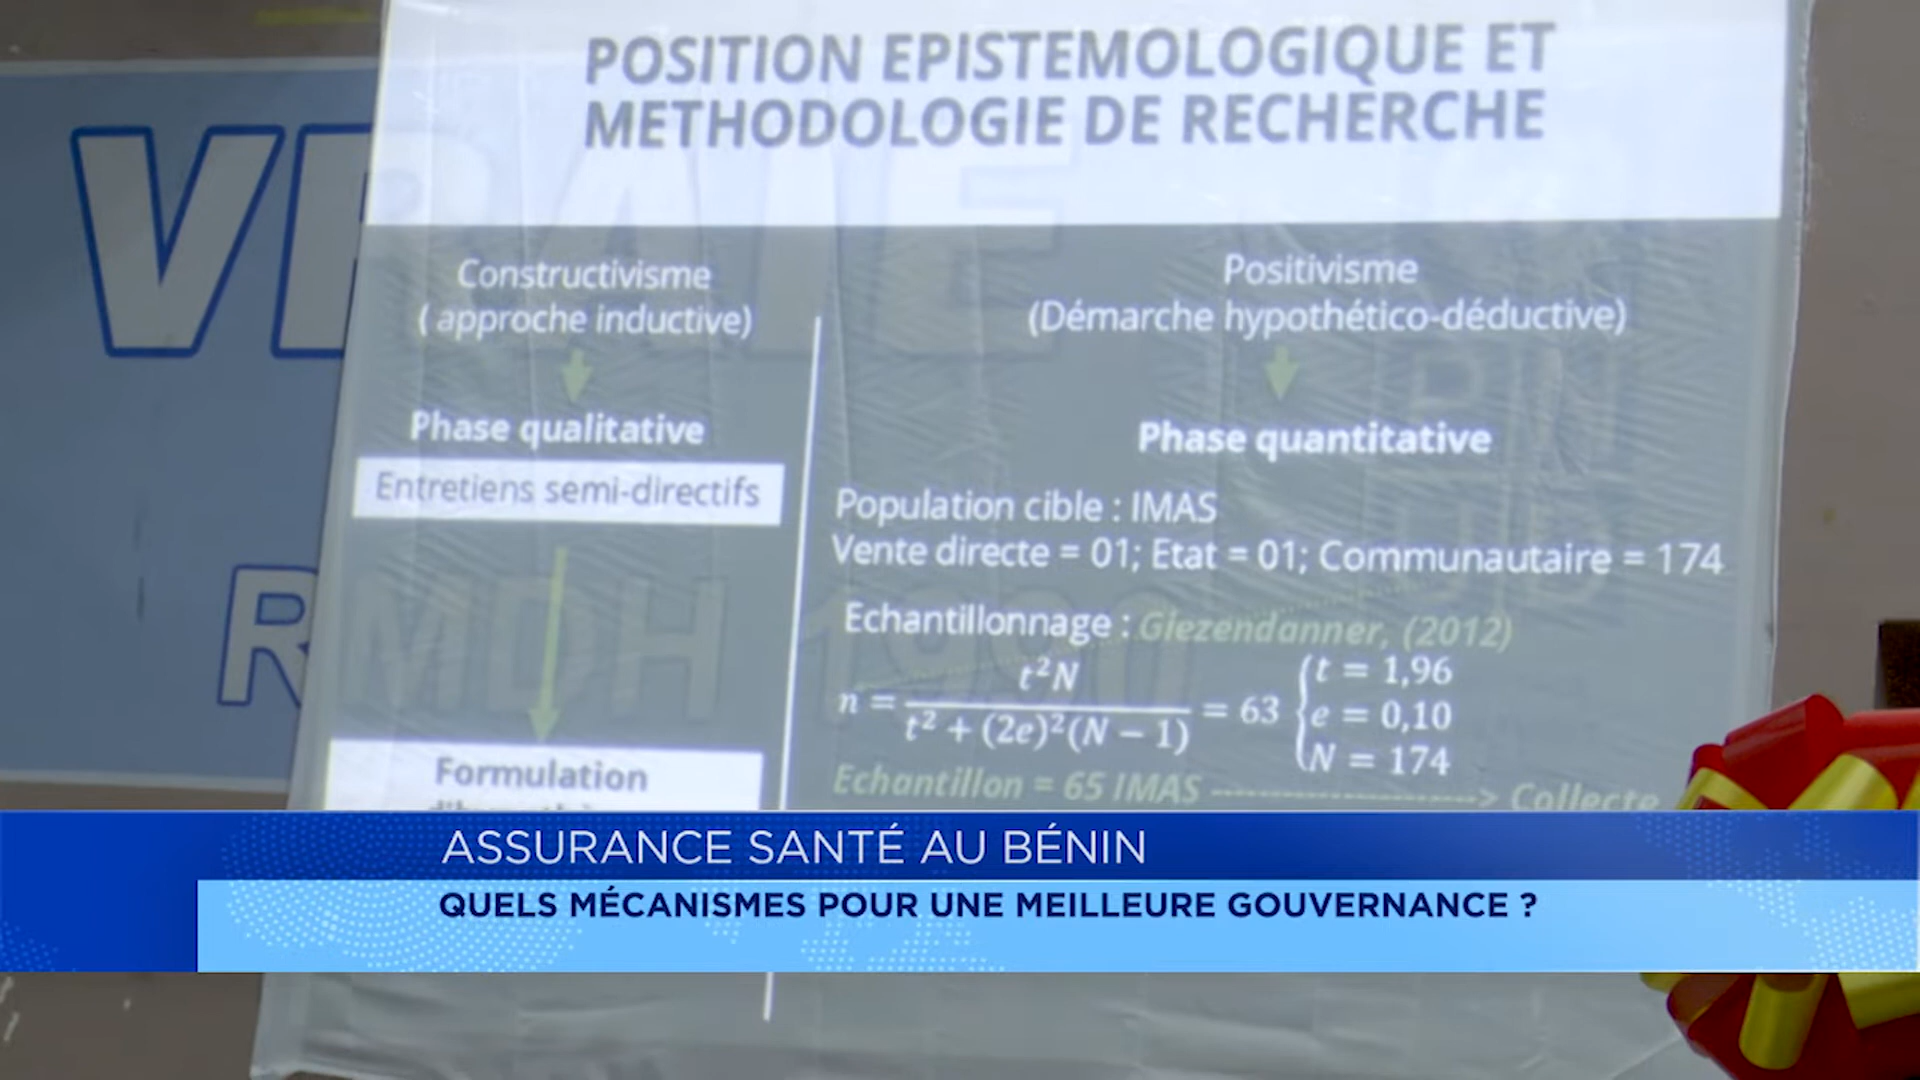 POSITION EPISTEMOLOGIQUE ET
METHODOLOGIE DE RECHERCHE
Constructivisme
( approche inductive)
Phase qualitative
Entretiens semi-directifs
Formulation
Positivisme
(Démarche hypothético-déductive)
Phase quantitative
Population cible : IMAS
Vente directe = 01; Etat = 01; Communautaire = 174
Echantillonnage : Giezendanner, (2012)
n = t²N / (t² + (2e)²(N − 1)) = 63 { t = 1,96
e = 0,10
N = 174
Echantillon = 65 IMAS ----------------------> Collecte
VRAIE
RMDH 1990
ASSURANCE SANTÉ AU BÉNIN
QUELS MÉCANISMES POUR UNE MEILLEURE GOUVERNANCE ?